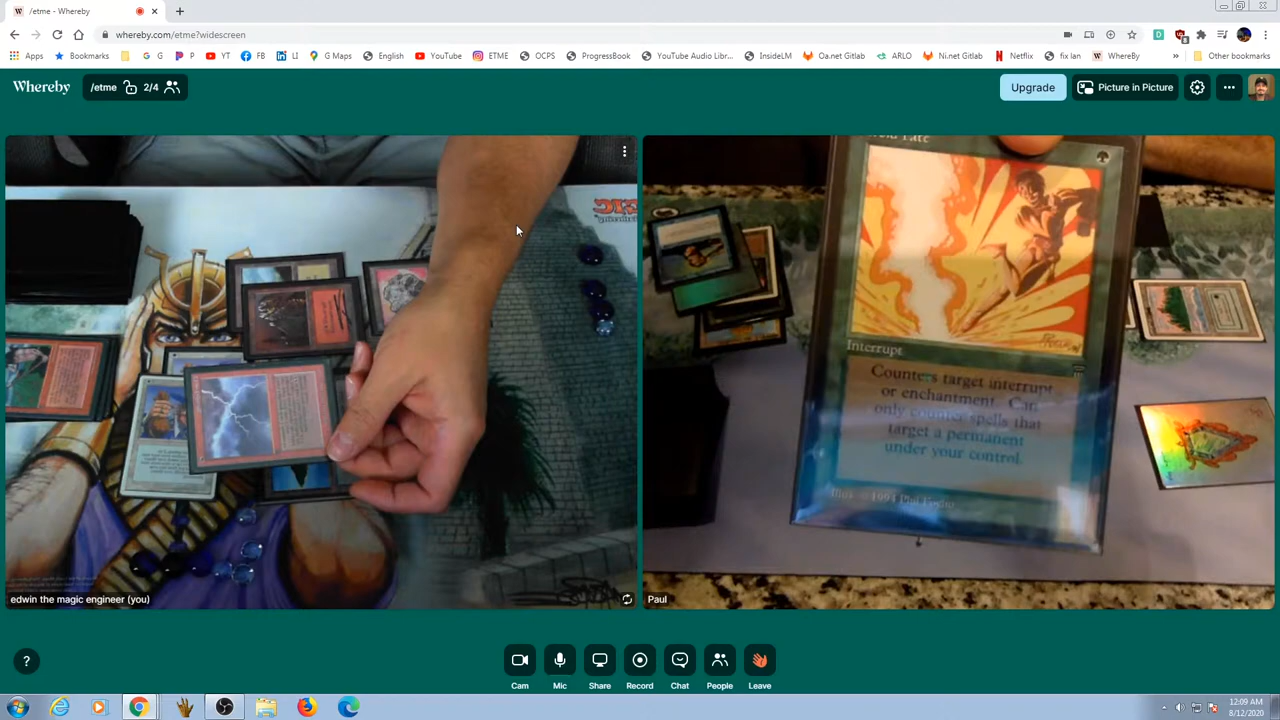 /etme - Whereby
whereby.com/etme?widescreen
Apps
Bookmarks
G
P
YT
FB
LI
G Maps
English
YouTube
ETME
OCPS
ProgressBook
YouTube Audio Libr...
InsideLM
Oa.net Gitlab
ARLO
Ni.net Gitlab
Netflix
fix lan
WhereBy
»
Other bookmarks
Whereby
/etme
2/4
Upgrade
Picture in Picture
Interrupt
Counters target interrupt
or enchantment. Can
only counter spells that
target a permanent
under your control.
edwin the magic engineer (you)
Paul
?
Cam
Mic
Share
Record
Chat
People
Leave
12:09 AM
8/12/2020